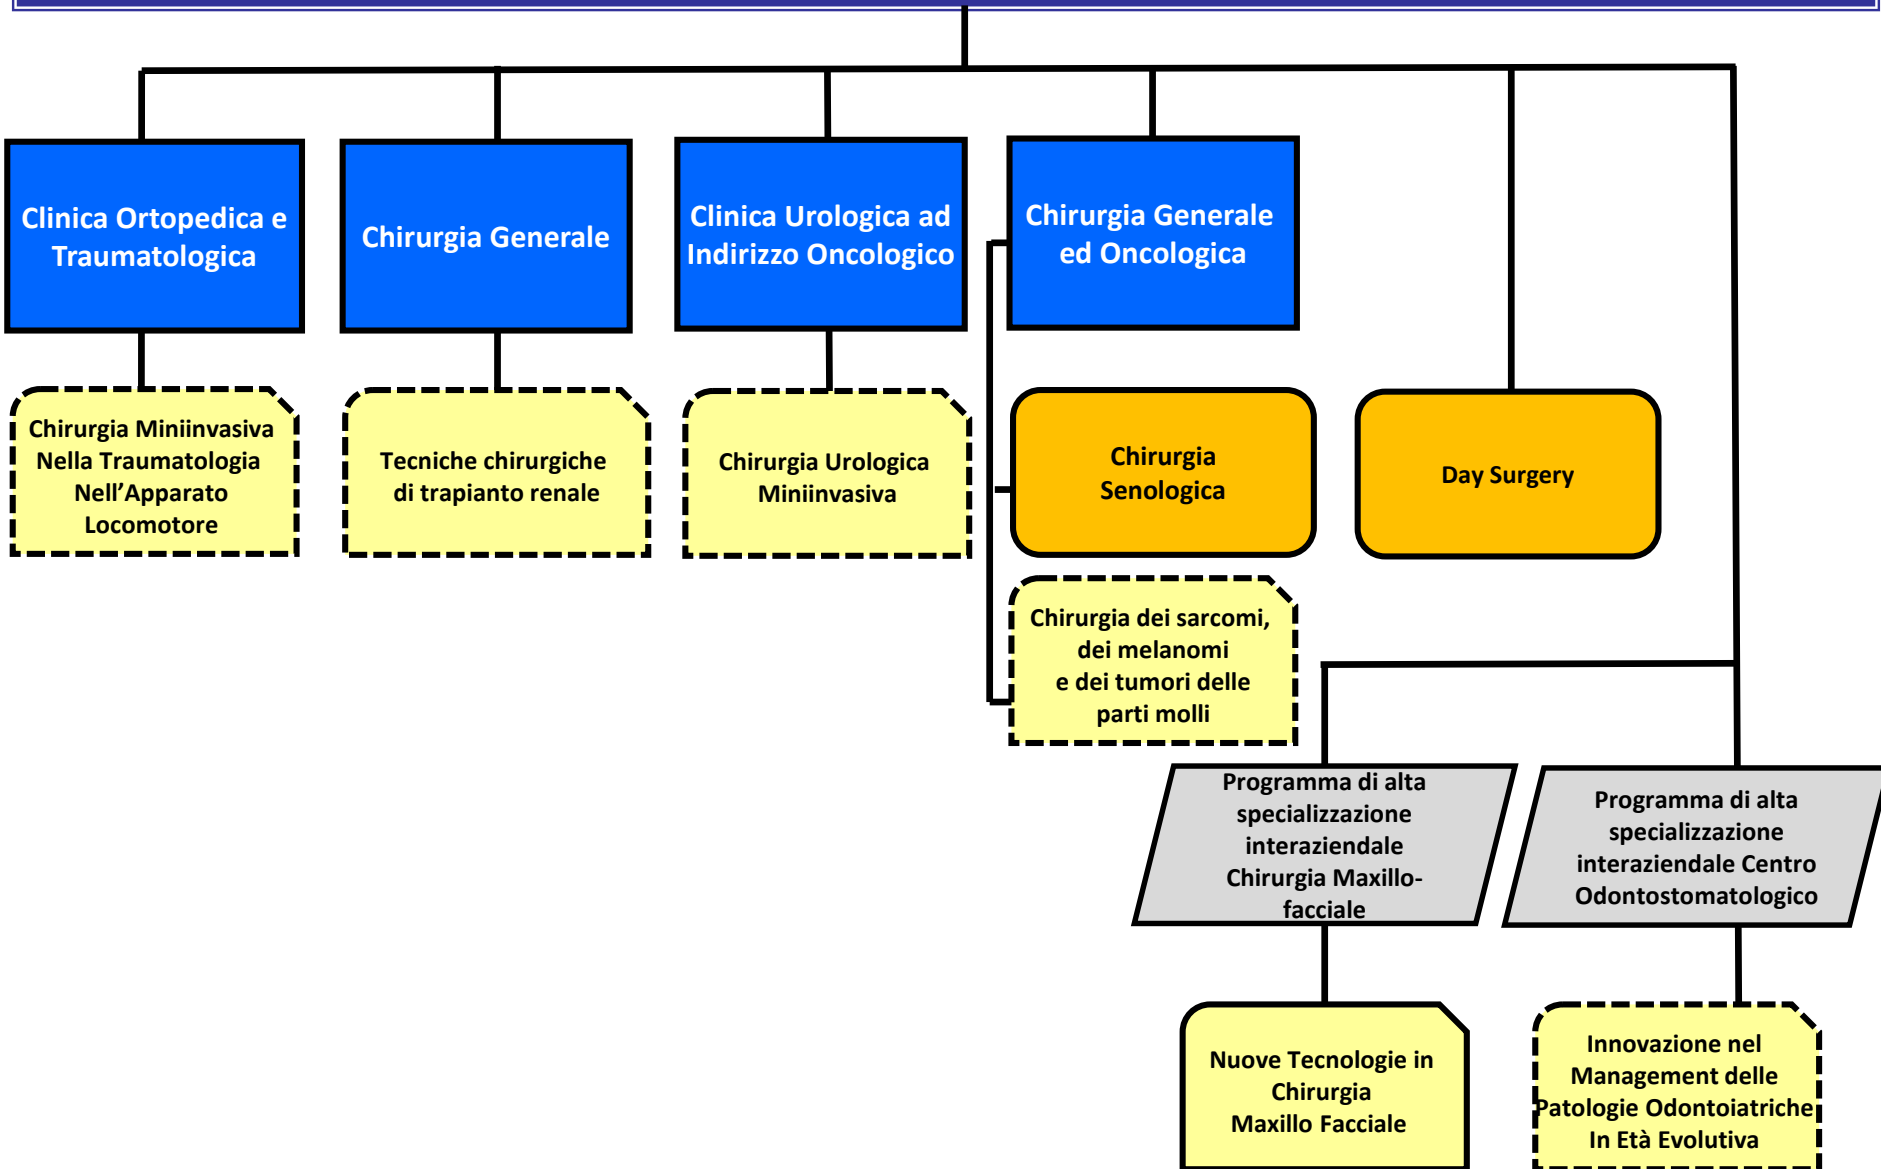 Clinica Ortopedica e
Traumatologica
Chirurgia Generale
Clinica Urologica ad
Indirizzo Oncologico
Chirurgia Generale
ed Oncologica
Chirurgia Miniinvasiva
Nella Traumatologia
Nell’Apparato
Locomotore
Tecniche chirurgiche
di trapianto renale
Chirurgia Urologica
Miniinvasiva
Chirurgia
Senologica
Day Surgery
Chirurgia dei sarcomi,
dei melanomi
e dei tumori delle
parti molli
Programma di alta
specializzazione
interaziendale
Chirurgia Maxillo-
facciale
Programma di alta
specializzazione
interaziendale Centro
Odontostomatologico
Nuove Tecnologie in
Chirurgia
Maxillo Facciale
Innovazione nel
Management delle
Patologie Odontoiatriche
In Età Evolutiva